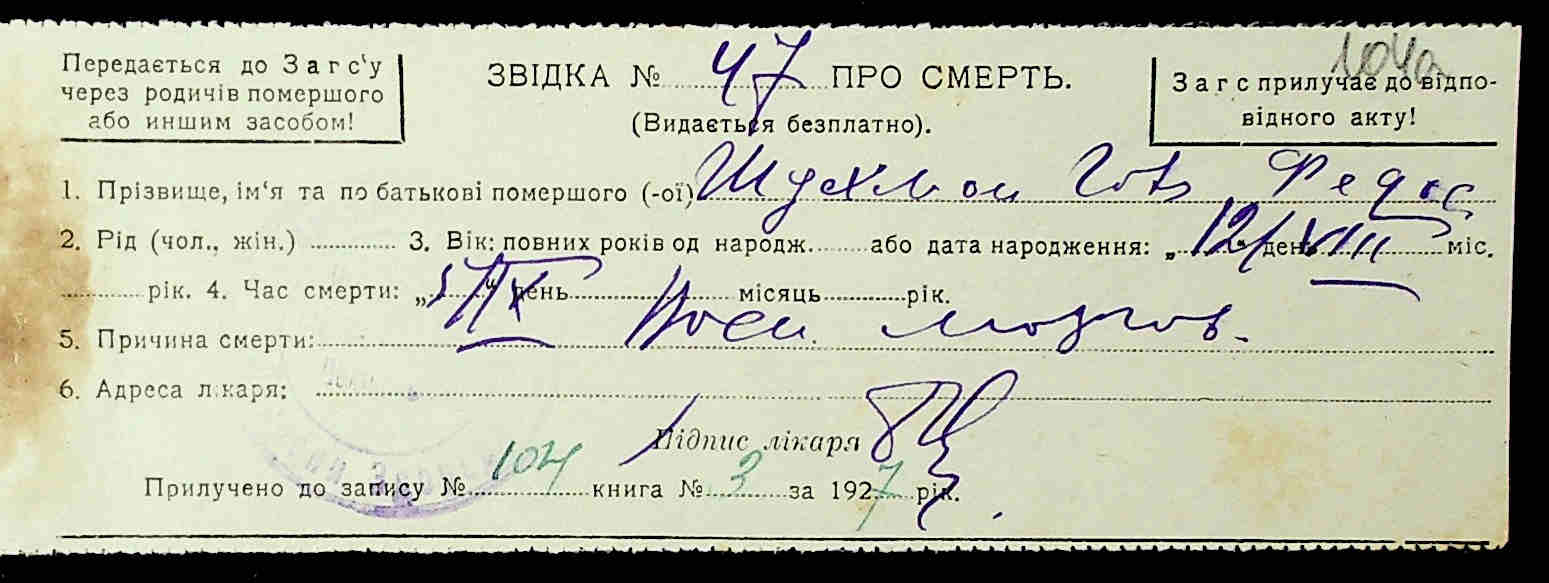 104а
Передається до Загс'у
через родичів помершого
або иншим засобом!
ЗВІДКА № 47 ПРО СМЕРТЬ.
(Видається безплатно).
Загс прилучає до відпо-
відного акту!
1. Прізвище, ім'я та по батькові помершого (-ої)
2. Рід (чол., жін.) 3. Вік: повних років од народж. або дата народження: „12/VIII" день міс.
рік. 4. Час смерти: „5/IX" день місяць рік.
5. Причина смерти:
6. Адреса лікаря:
Підпис лікаря
Прилучено до запису № 104 книга № 3 за 1927 рік.